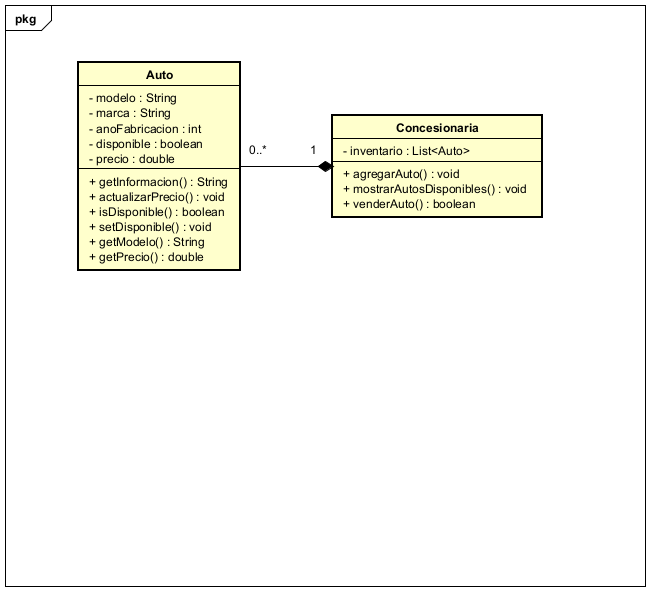 pkg
Auto
- modelo : String
- marca : String
- anoFabricacion : int
- disponible : boolean
- precio : double
+ getInformacion() : String
+ actualizarPrecio() : void
+ isDisponible() : boolean
+ setDisponible() : void
+ getModelo() : String
+ getPrecio() : double
0..*
1
Concesionaria
- inventario : List<Auto>
+ agregarAuto() : void
+ mostrarAutosDisponibles() : void
+ venderAuto() : boolean